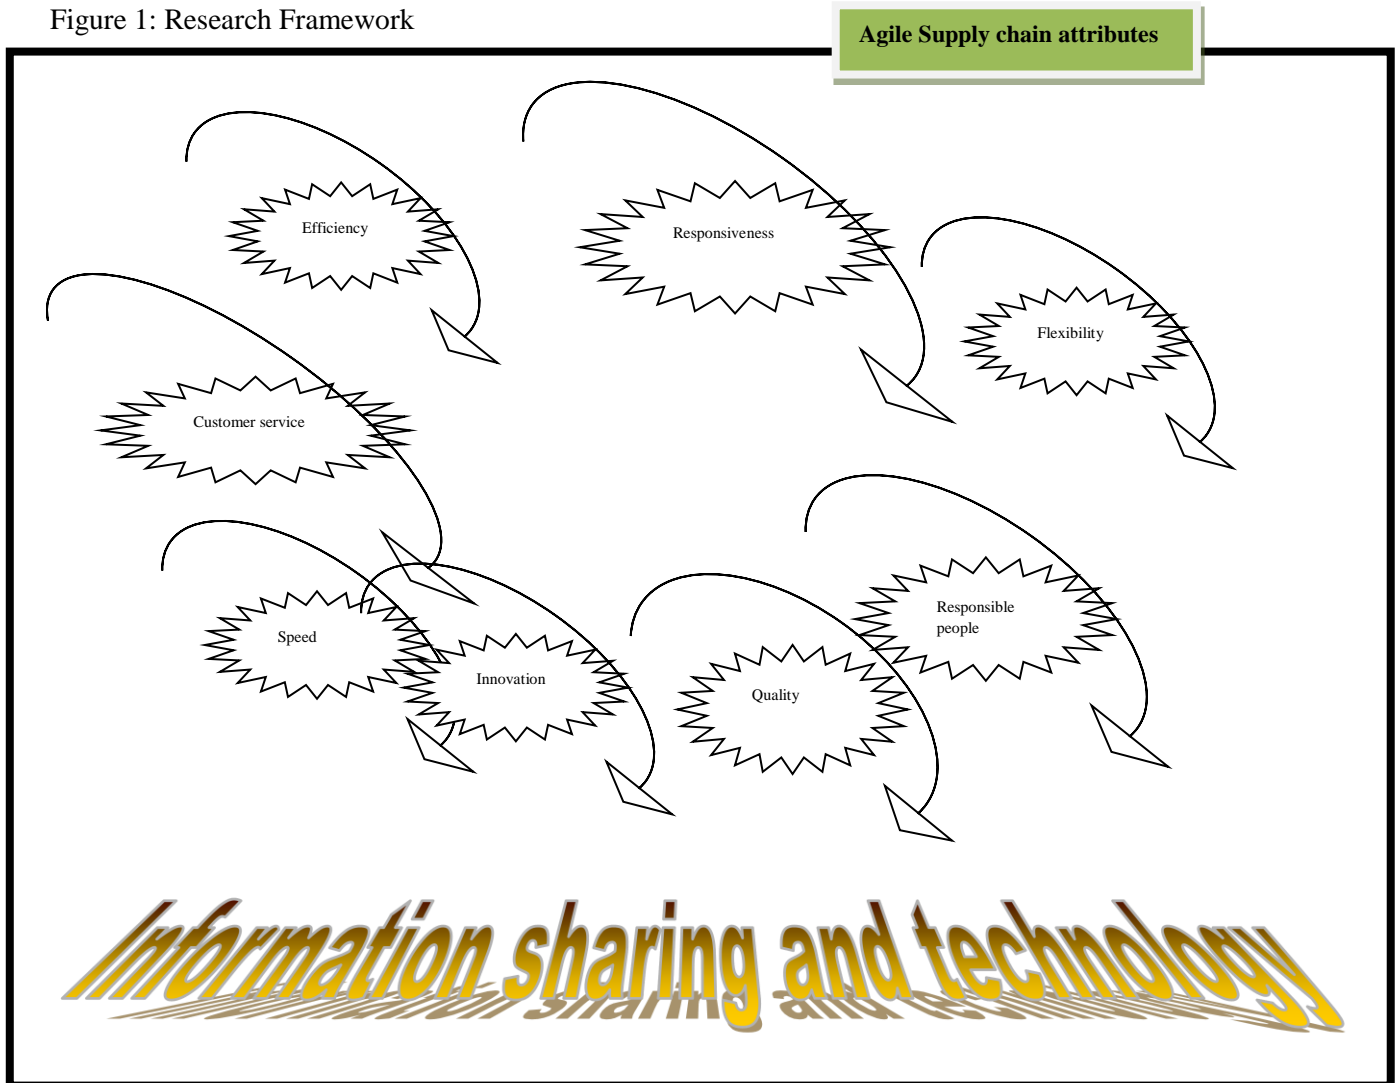 Figure 1: Research Framework
Agile Supply chain attributes
Efficiency
Responsiveness
Flexibility
Customer service
Responsible
people
Speed
Innovation
Quality
Information sharing and technology